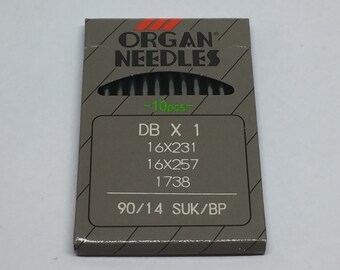 ORGAN®
NEEDLES
-10pcs-
DB X 1
16X231
16X257
1738
90/14 SUK/BP